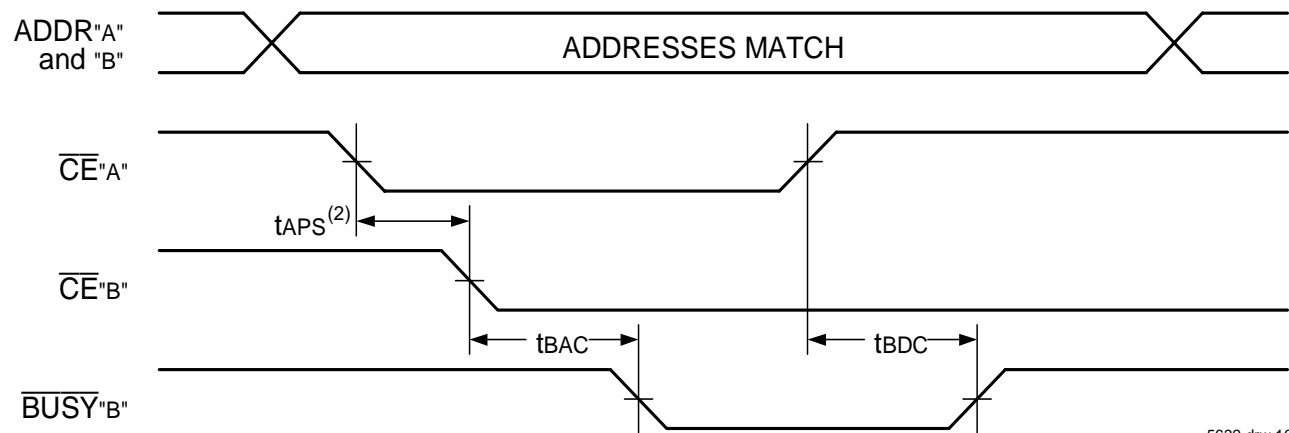 ADDR"A"
and "B"
ADDRESSES MATCH
CE"A"
tAPS(2)
CE"B"
tBAC
tBDC
BUSY"B"